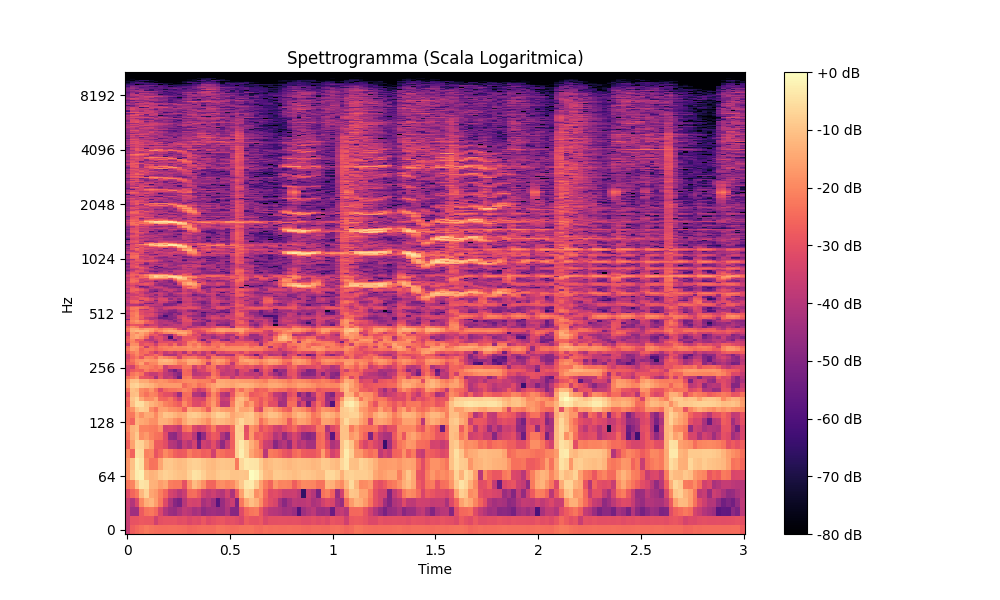 Spettrogramma (Scala Logaritmica)
Hz
8192
4096
2048
1024
512
256
128
64
0
0
0.5
1
1.5
2
2.5
3
Time
+0 dB
-10 dB
-20 dB
-30 dB
-40 dB
-50 dB
-60 dB
-70 dB
-80 dB